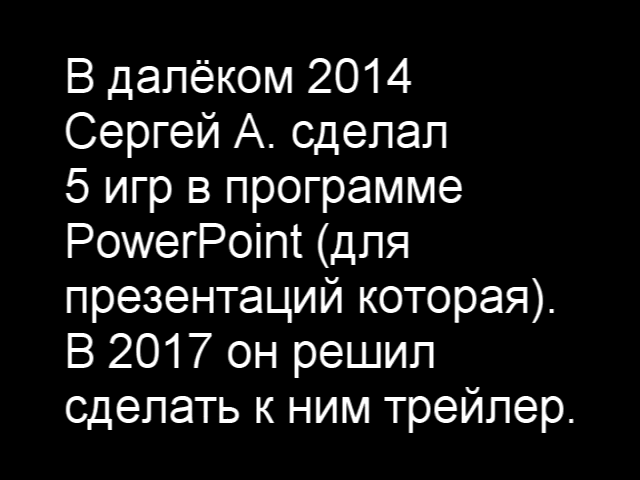 В далёком 2014
Сергей А. сделал
5 игр в программе
PowerPoint (для
презентаций которая).
В 2017 он решил
сделать к ним трейлер.